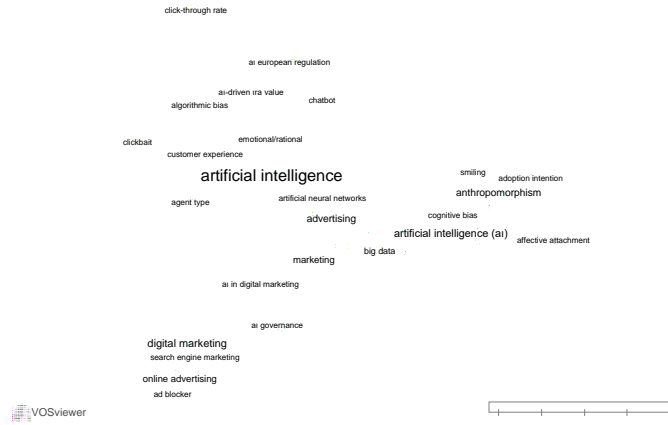 click-through rate
aı european regulation
aı-driven ıra value
chatbot
algorithmic bias
emotional/rational
clickbait
customer experience
artificial intelligence
smiling
adoption intention
anthropomorphism
artificial neural networks
agent type
cognitive bias
advertising
artificial intelligence (aı)
affective attachment
big data
marketing
aı in digital marketing
aı governance
digital marketing
search engine marketing
online advertising
ad blocker
VOSviewer